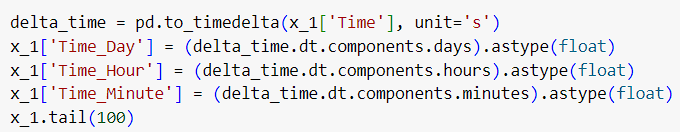 delta_time = pd.to_timedelta(x_1['Time'], unit='s')
x_1['Time_Day'] = (delta_time.dt.components.days).astype(float)
x_1['Time_Hour'] = (delta_time.dt.components.hours).astype(float)
x_1['Time_Minute'] = (delta_time.dt.components.minutes).astype(float)
x_1.tail(100)